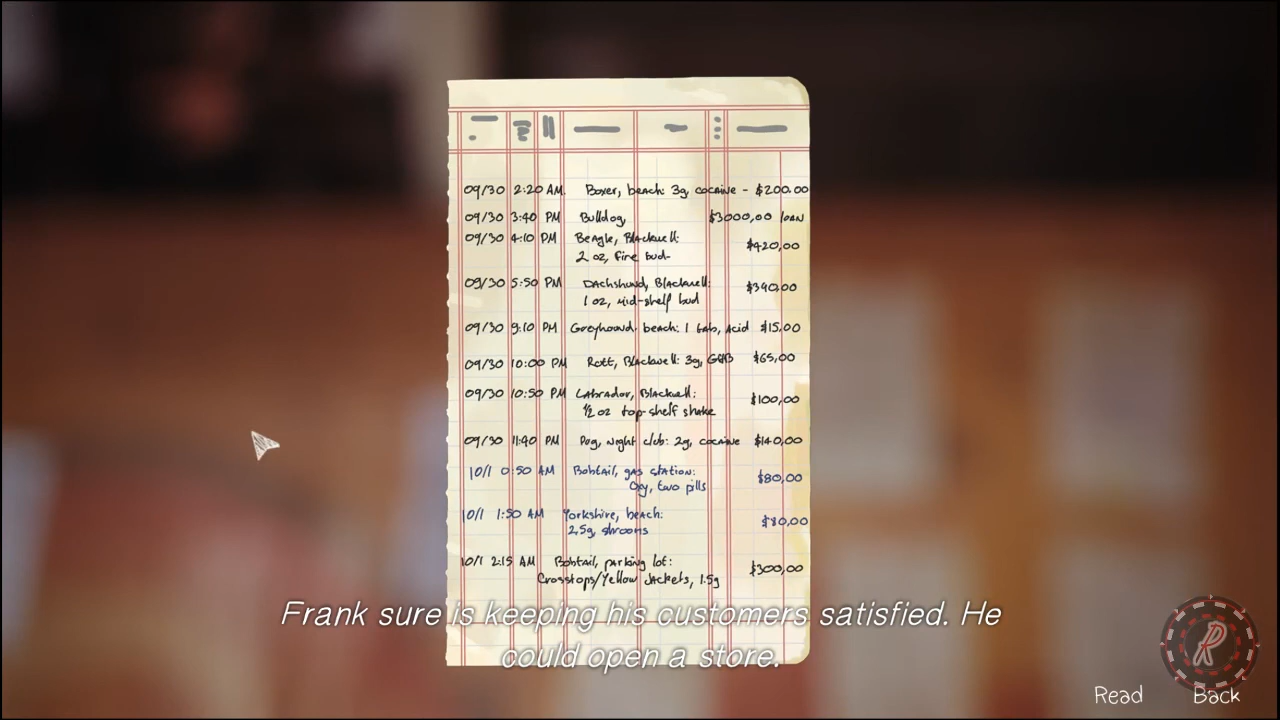 09/30 2:20 AM. Boxer, beach: 3g, cocaine - $200.00
09/30 3:40 PM Bulldog, $3000,00 loan
09/30 4:10 PM Beagle, Blackwell:
2 oz, fire bud- $420,00
09/30 5:50 PM Dachshund, Blackwell:
1 oz, mid-shelf bud $340,00
09/30 9:10 PM Greyhound, beach: 1 tab, Acid $15.00
09/30 10:00 PM Rott, Blackwell: 3g, GHB $65,00
09/30 10:50 PM Labrador, Blackwell:
1/2 oz top-shelf shake $100,00
09/30 11:40 PM night club: 2g, cocaine $140,00
10/1 0:50 AM Bobtail, gas station:
Oxy, two pills $80,00
10/1 1:50 AM Yorkshire, beach:
2,5g, shrooms
10/1 2:15 AM Bobtail, parking lot:
Crosstops/Yellow Jackets, 1.5g $300,00
Frank sure is keeping his customers satisfied. He
could open a store.
Read Back
R